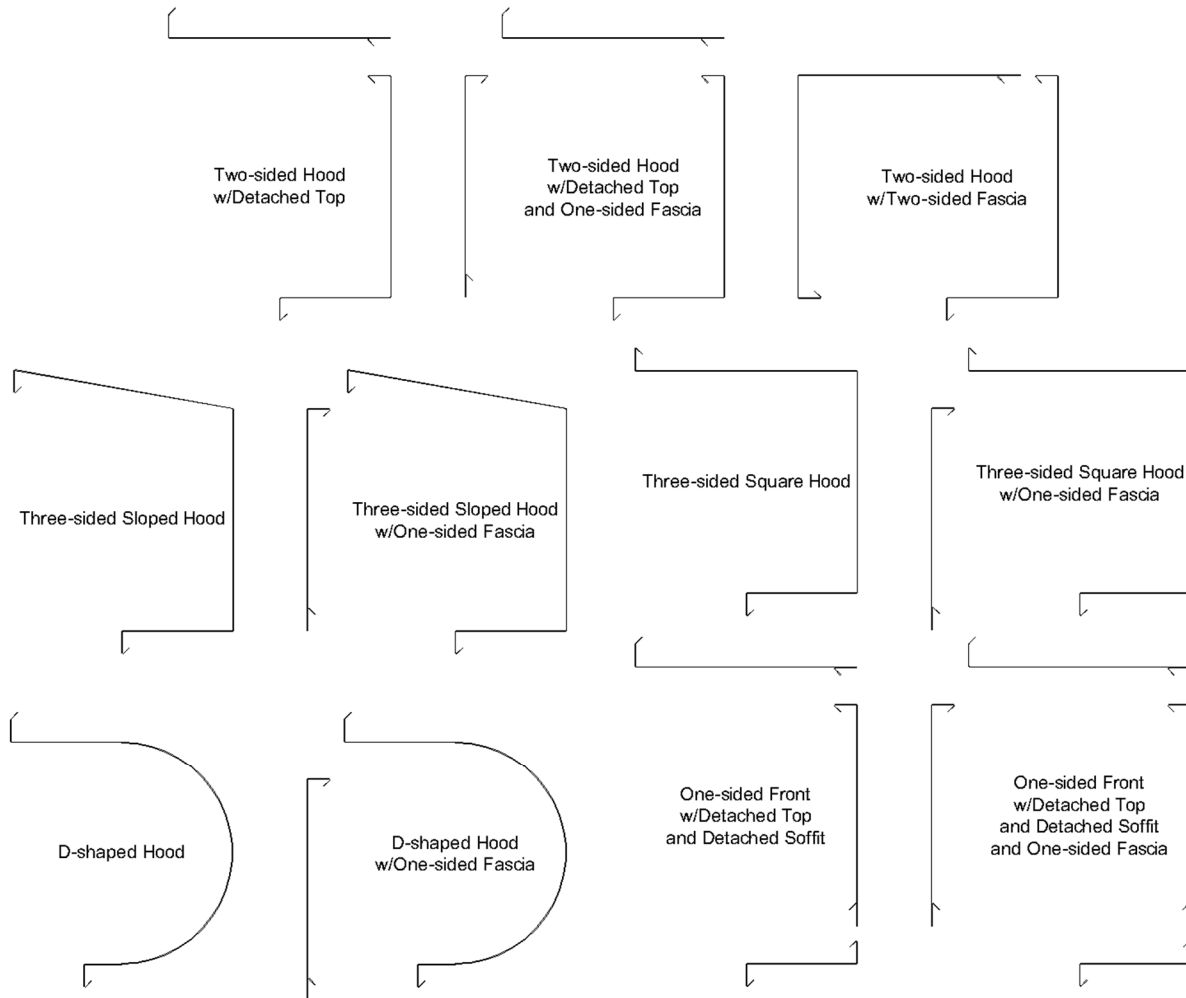 Two-sided Hood
w/Detached Top
Two-sided Hood
w/Detached Top
and One-sided Fascia
Two-sided Hood
w/Two-sided Fascia
Three-sided Sloped Hood
Three-sided Sloped Hood
w/One-sided Fascia
Three-sided Square Hood
Three-sided Square Hood
w/One-sided Fascia
D-shaped Hood
D-shaped Hood
w/One-sided Fascia
One-sided Front
w/Detached Top
and Detached Soffit
One-sided Front
w/Detached Top
and Detached Soffit
and One-sided Fascia